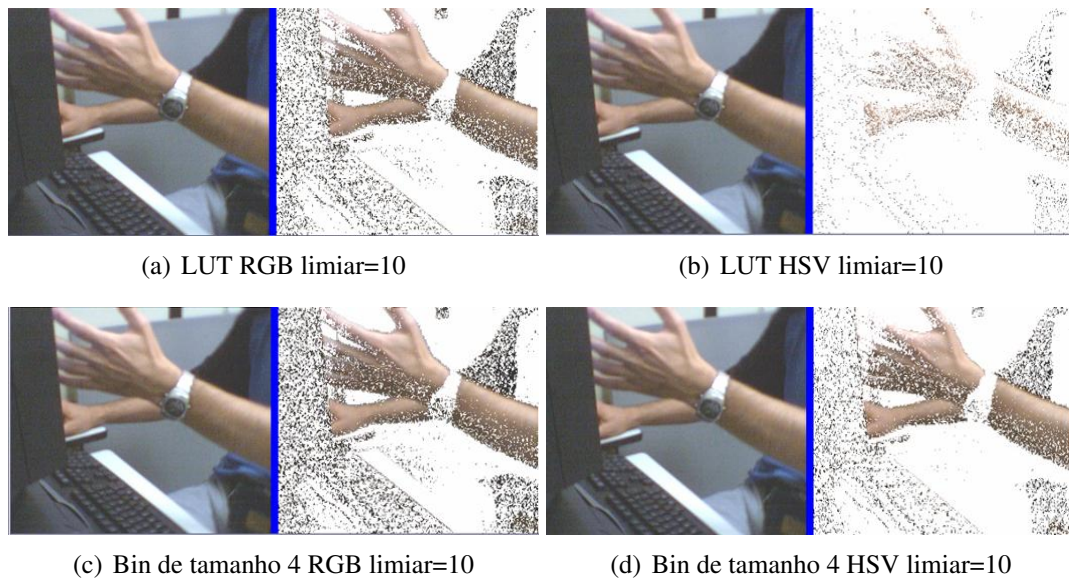 (a) LUT RGB limiar=10
(b) LUT HSV limiar=10
(c) Bin de tamanho 4 RGB limiar=10
(d) Bin de tamanho 4 HSV limiar=10